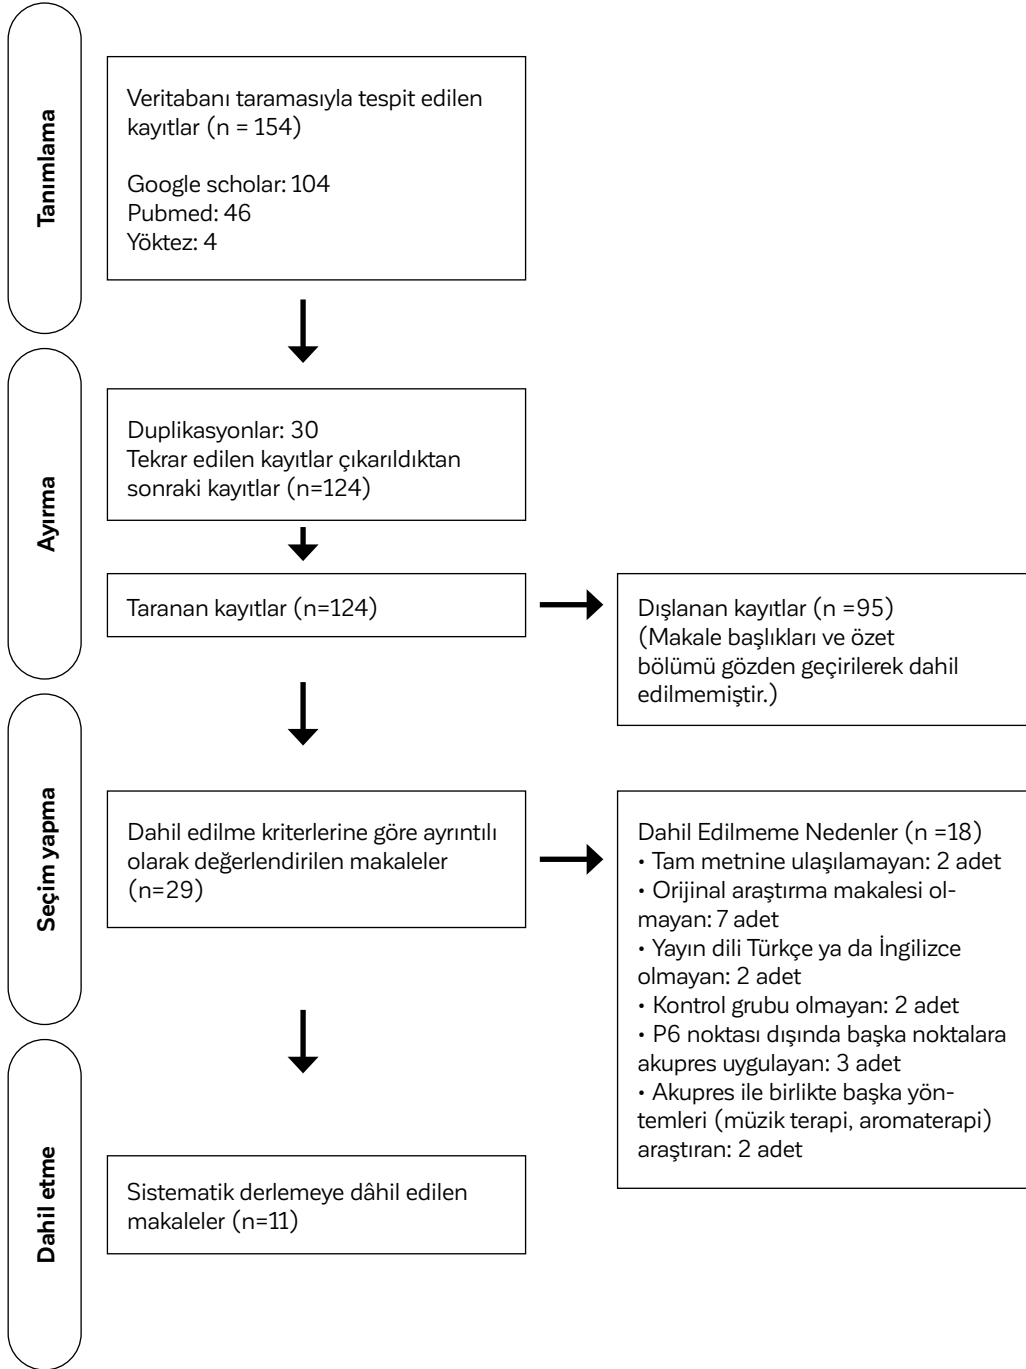 Tanımlama
Veritabanı taramasıyla tespit edilen
kayıtlar (n = 154)
Google scholar: 104
Pubmed: 46
Yöktez: 4
Ayırma
Duplikasyonlar: 30
Tekrar edilen kayıtlar çıkarıldıktan
sonraki kayıtlar (n=124)
Taranan kayıtlar (n=124)
Dışlanan kayıtlar (n =95)
(Makale başlıkları ve özet
bölümü gözden geçirilerek dahil
edilmemiştir.)
Seçim yapma
Dahil edilme kriterlerine göre ayrıntılı
olarak değerlendirilen makaleler
(n=29)
Dahil Edilmeme Nedenler (n =18)
• Tam metnine ulaşılamayan: 2 adet
• Orijinal araştırma makalesi ol-
mayan: 7 adet
• Yayın dili Türkçe ya da İngilizce
olmayan: 2 adet
• Kontrol grubu olmayan: 2 adet
• P6 noktası dışında başka noktalara
akupres uygulayan: 3 adet
• Akupres ile birlikte başka yön-
temleri (müzik terapi, aromaterapi)
araştıran: 2 adet
Dahil etme
Sistematik derlemeye dâhil edilen
makaleler (n=11)